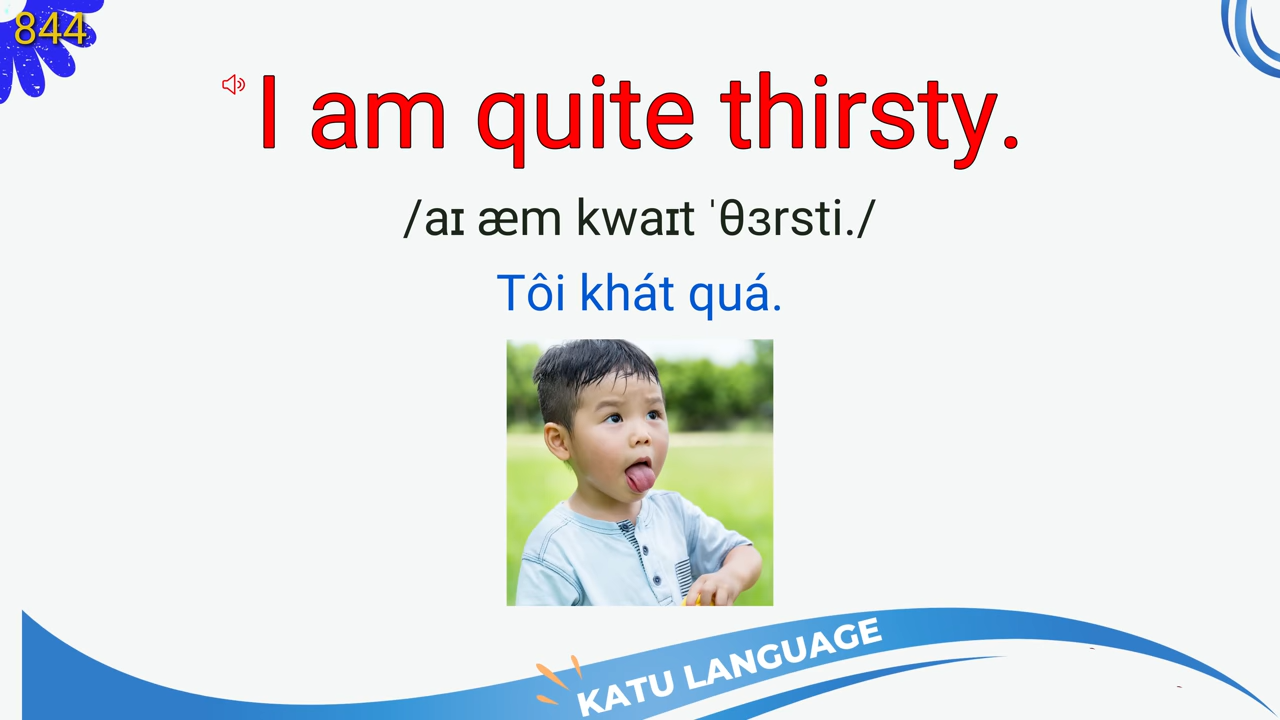 844
I am quite thirsty.
/aɪ æm kwaɪt ˈθɜrsti./
Tôi khát quá.
KATU LANGUAGE